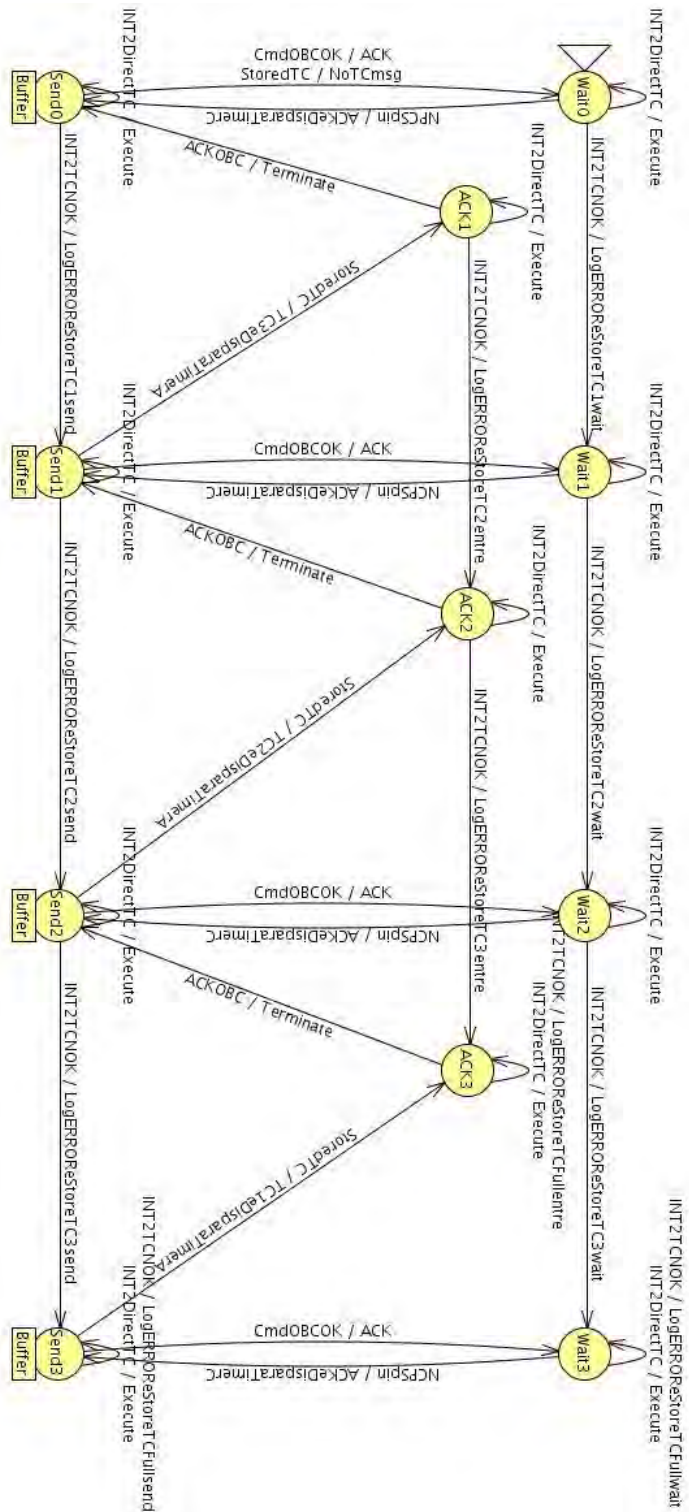 INT2DirectTC / Execute
INT2DirectTC / Execute
INT2DirectTC / Execute
INT2TCNOK / LogERROReStoreTCFullwait
INT2DirectTC / Execute
Wait0
INT2TCNOK / LogERROReStoreTC1wait
Wait1
INT2TCNOK / LogERROReStoreTC2wait
Wait2
INT2TCNOK / LogERROReStoreTC3wait
Wait3
INT2DirectTC / Execute
INT2DirectTC / Execute
INT2TCNOK / LogERROReStoreTCFullentre
INT2DirectTC / Execute
ACK1
INT2TCNOK / LogERROReStoreTC2entre
ACK2
INT2TCNOK / LogERROReStoreTC3entre
ACK3
CmdOBCOK / ACK
StoredTC / NoTCmsg
NPCSpin / ACKeDisparaTimerC
ACKOBC / Terminate
StoredTC / TC3eDisparaTimerA
CmdOBCOK / ACK
NCPSpin / ACKeDisparaTimerC
ACKOBC / Terminate
StoredTC / TC2eDisparaTimerA
CmdOBCOK / ACK
NCPSpin / ACKeDisparaTimerC
ACKOBC / Terminate
StoredTC / TC1eDisparaTimerA
CmdOBCOK / ACK
NCPSpin / ACKeDisparaTimerC
INT2DirectTC / Execute
INT2DirectTC / Execute
INT2DirectTC / Execute
INT2TCNOK / LogERROReStoreTCFullsend
INT2DirectTC / Execute
Send0
INT2TCNOK / LogERROReStoreTC1send
Send1
INT2TCNOK / LogERROReStoreTC2send
Send2
INT2TCNOK / LogERROReStoreTC3send
Send3
Buffer
Buffer
Buffer
Buffer